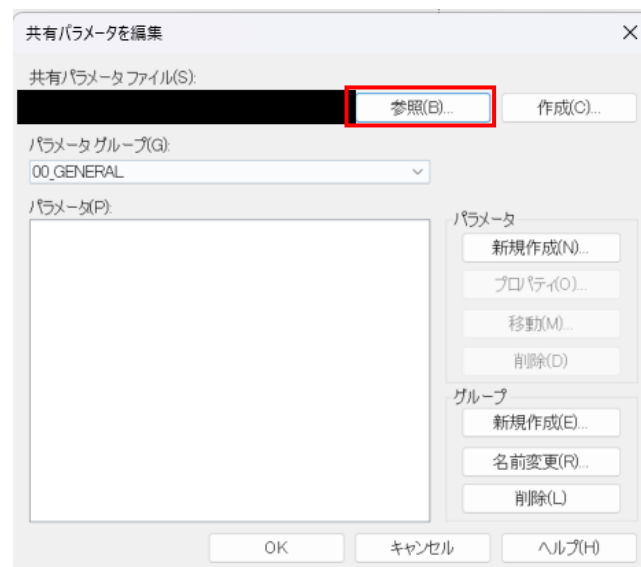 共有パラメータを編集
共有パラメータ ファイル(S):
参照(B)...
作成(C)...
パラメータ グループ(G):
00_GENERAL
パラメータ(P):
パラメータ
新規作成(N)...
プロパティ(O)...
移動(M)...
削除(D)
グループ
新規作成(E)...
名前変更(R)...
削除(L)
OK
キャンセル
ヘルプ(H)